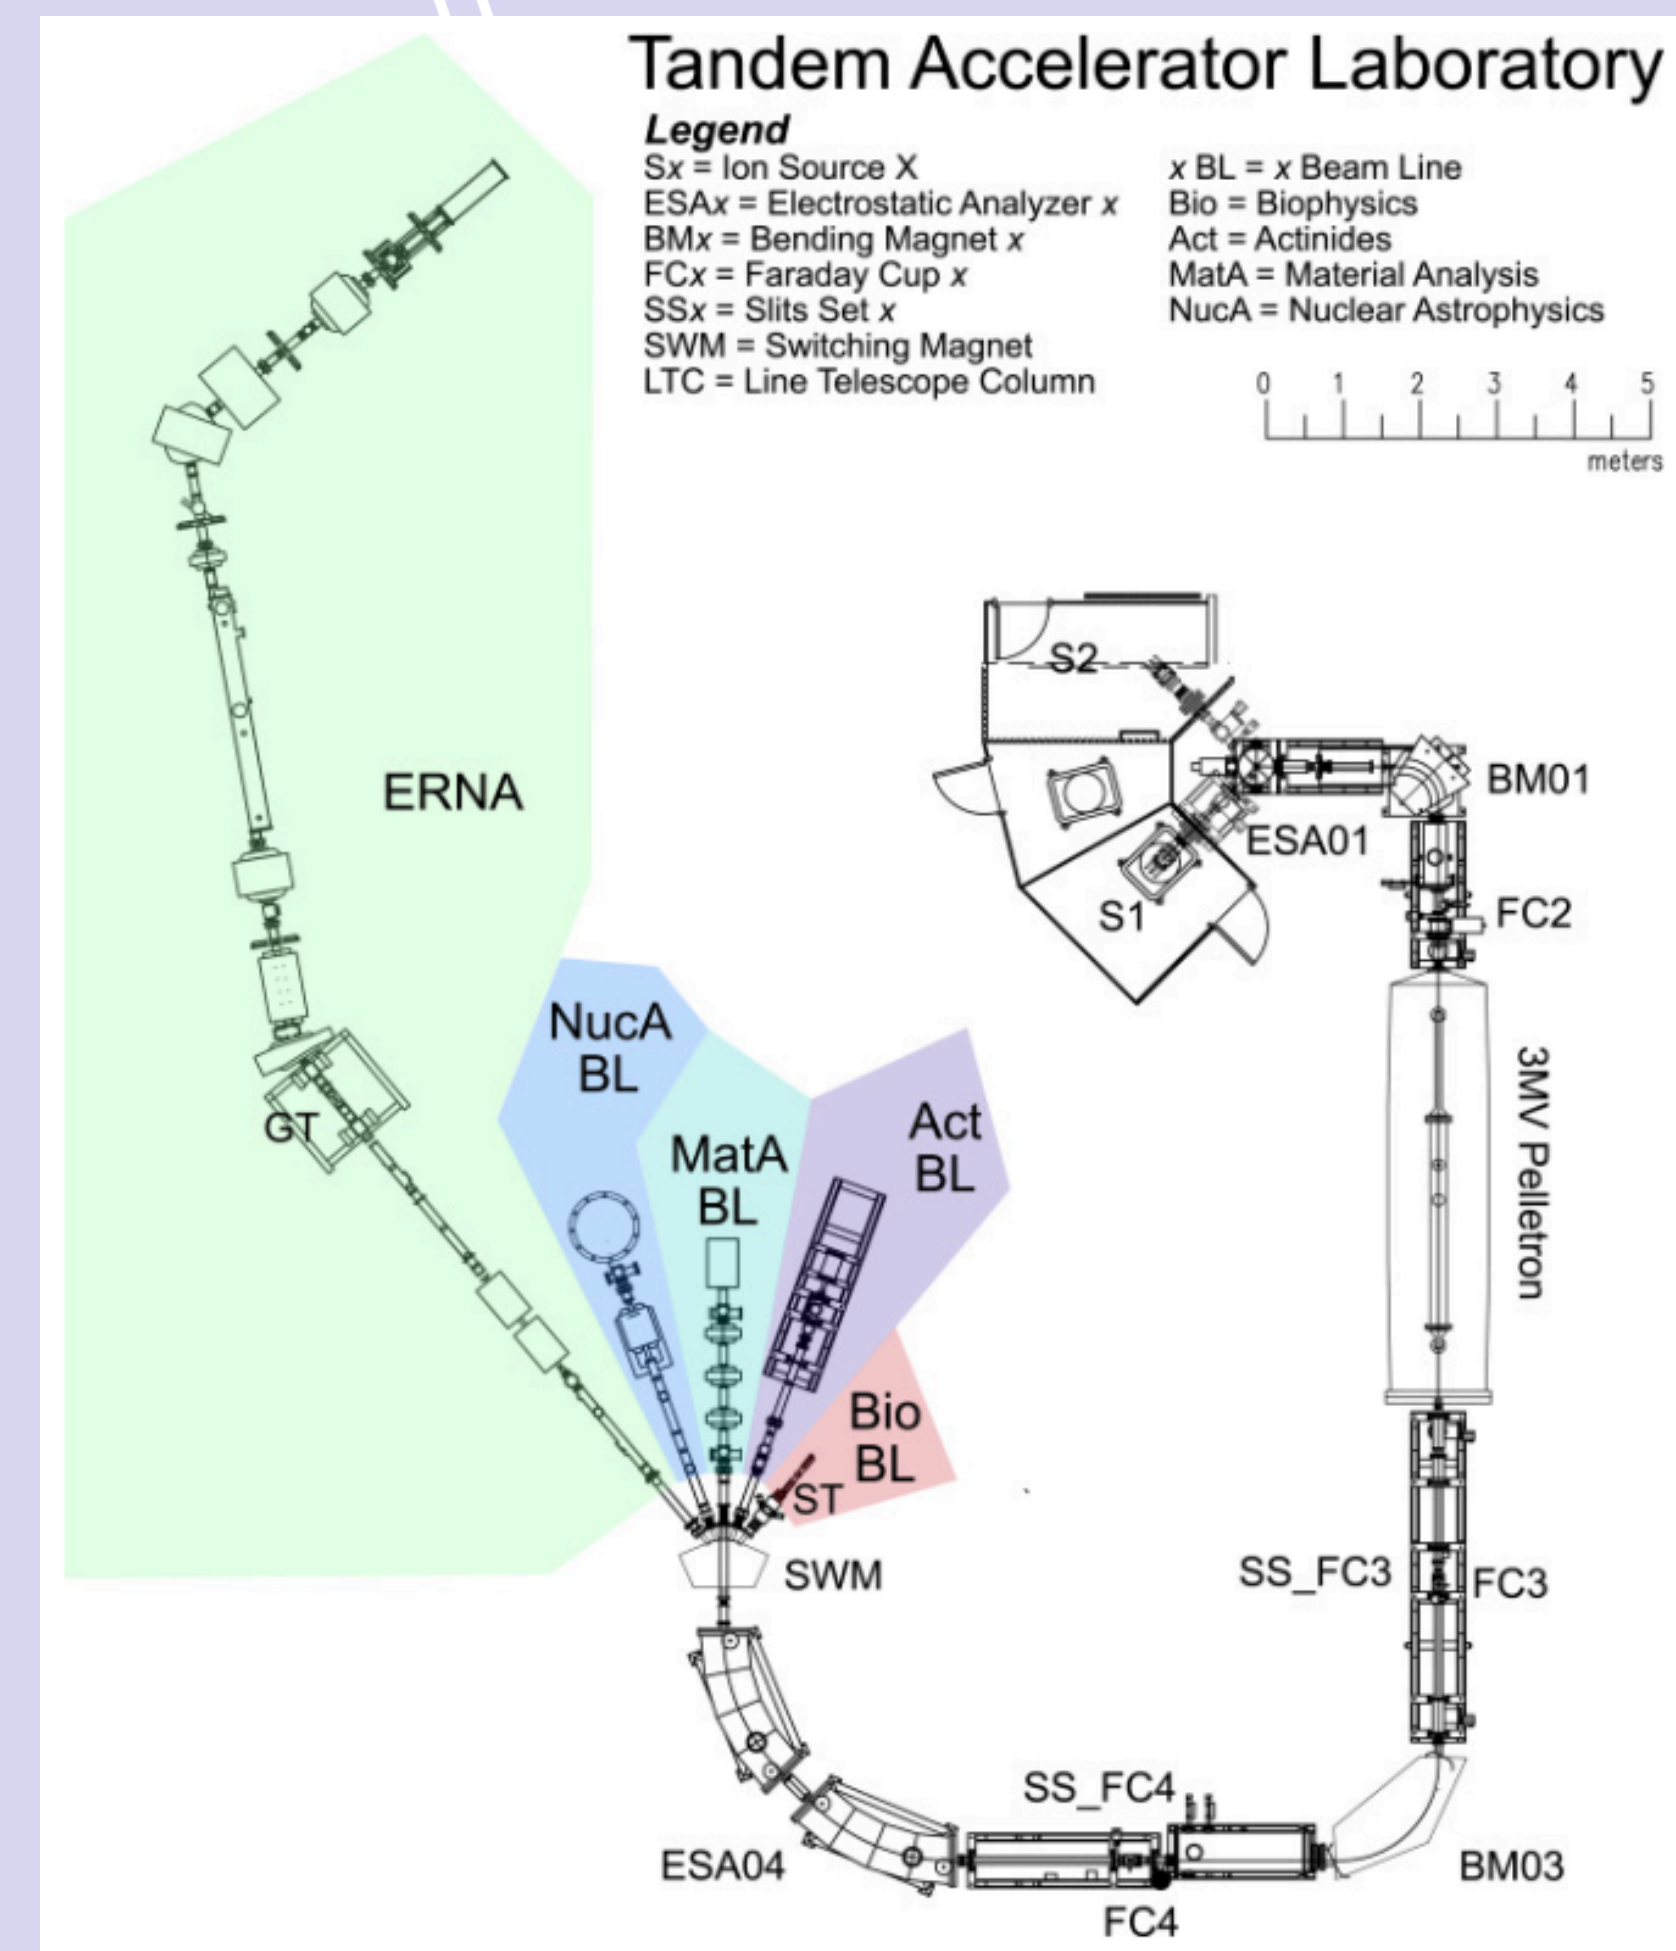 Tandem Accelerator Laboratory
Legend
Sx = Ion Source X
ESAx = Electrostatic Analyzer x
BMx = Bending Magnet x
FCx = Faraday Cup x
SSx = Slits Set x
SWM = Switching Magnet
LTC = Line Telescope Column
x BL = x Beam Line
Bio = Biophysics
Act = Actinides
MatA = Material Analysis
NucA = Nuclear Astrophysics
0 1 2 3 4 5
meters
S2
BM01
ERNA
ESA01
S1
FC2
NucA
BL
3MV Pelletron
GT
MatA
BL
Act
BL
Bio
BL
ST
SWM
SS_FC3
FC3
SS_FC4
ESA04
BM03
FC4